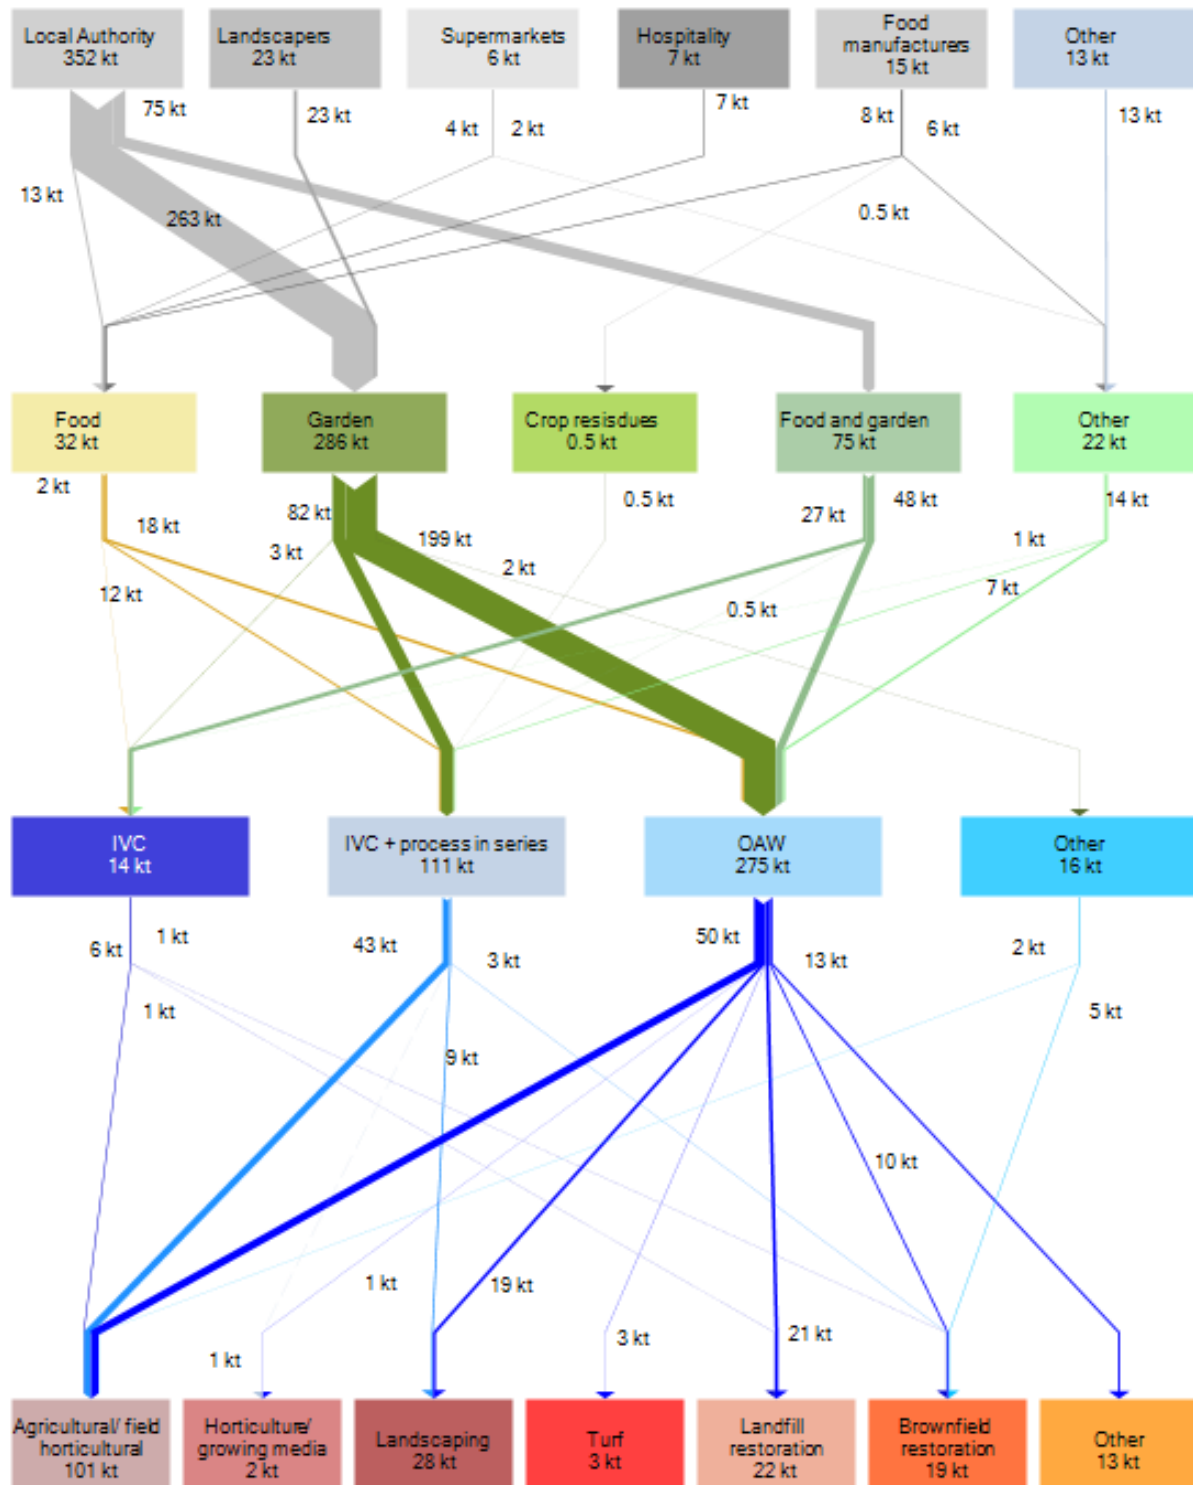 Local Authority
352 kt
Landscapers
23 kt
Supermarkets
6 kt
Hospitality
7 kt
Food
manufacturers
15 kt
Other
13 kt
75 kt
23 kt
4 kt
2 kt
7 kt
8 kt
6 kt
13 kt
13 kt
263 kt
0.5 kt
Food
32 kt
Garden
286 kt
Crop resisdues
0.5 kt
Food and garden
75 kt
Other
22 kt
2 kt
18 kt
12 kt
82 kt
3 kt
199 kt
2 kt
0.5 kt
27 kt
48 kt
0.5 kt
14 kt
1 kt
7 kt
IVC
14 kt
IVC + process in series
111 kt
OAW
275 kt
Other
16 kt
6 kt
1 kt
1 kt
43 kt
3 kt
9 kt
50 kt
13 kt
2 kt
5 kt
10 kt
1 kt
19 kt
1 kt
3 kt
21 kt
Agricultural/ field
horticultural
101 kt
Horticulture/
growing media
2 kt
Landscaping
28 kt
Turf
3 kt
Landfill
restoration
22 kt
Brownfield
restoration
19 kt
Other
13 kt